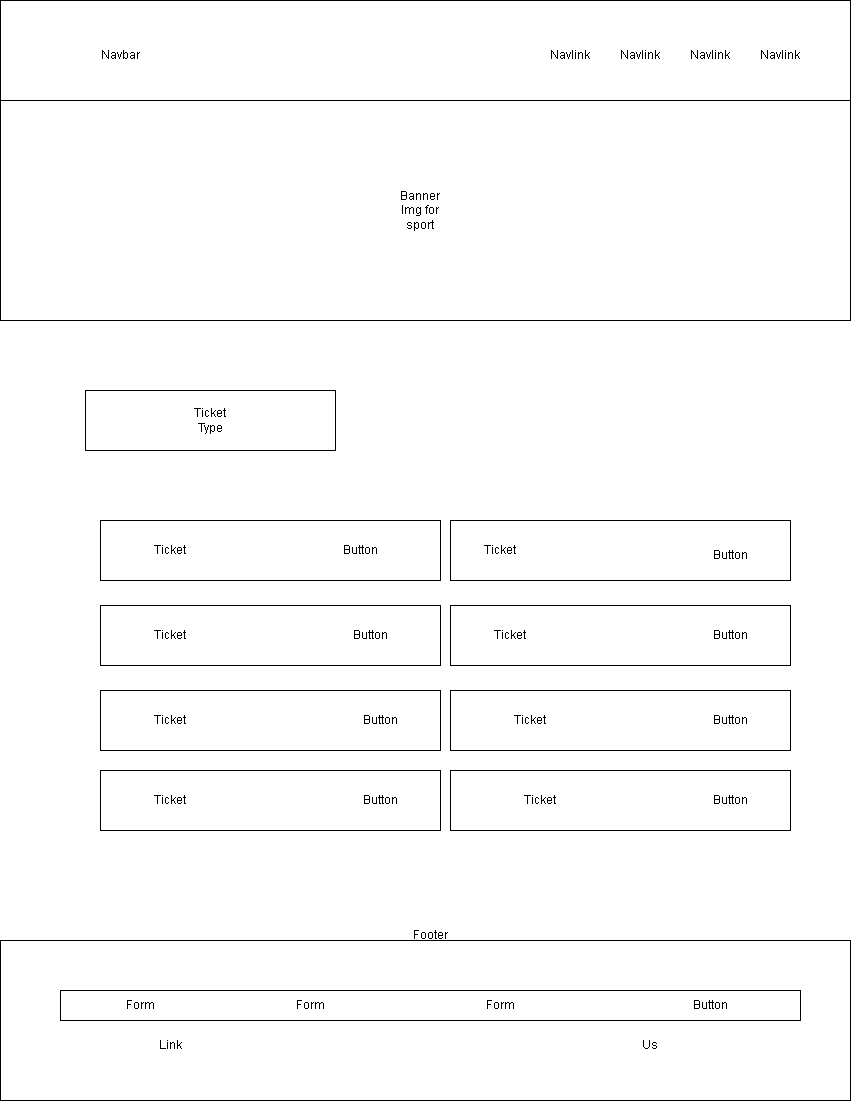 Navbar Navlink Navlink Navlink Navlink
Banner
Img for
sport
Ticket
Type
Ticket Button Ticket Button
Ticket Button Ticket Button
Ticket Button Ticket Button
Ticket Button Ticket Button
Footer
Form Form Form Button
Link Us